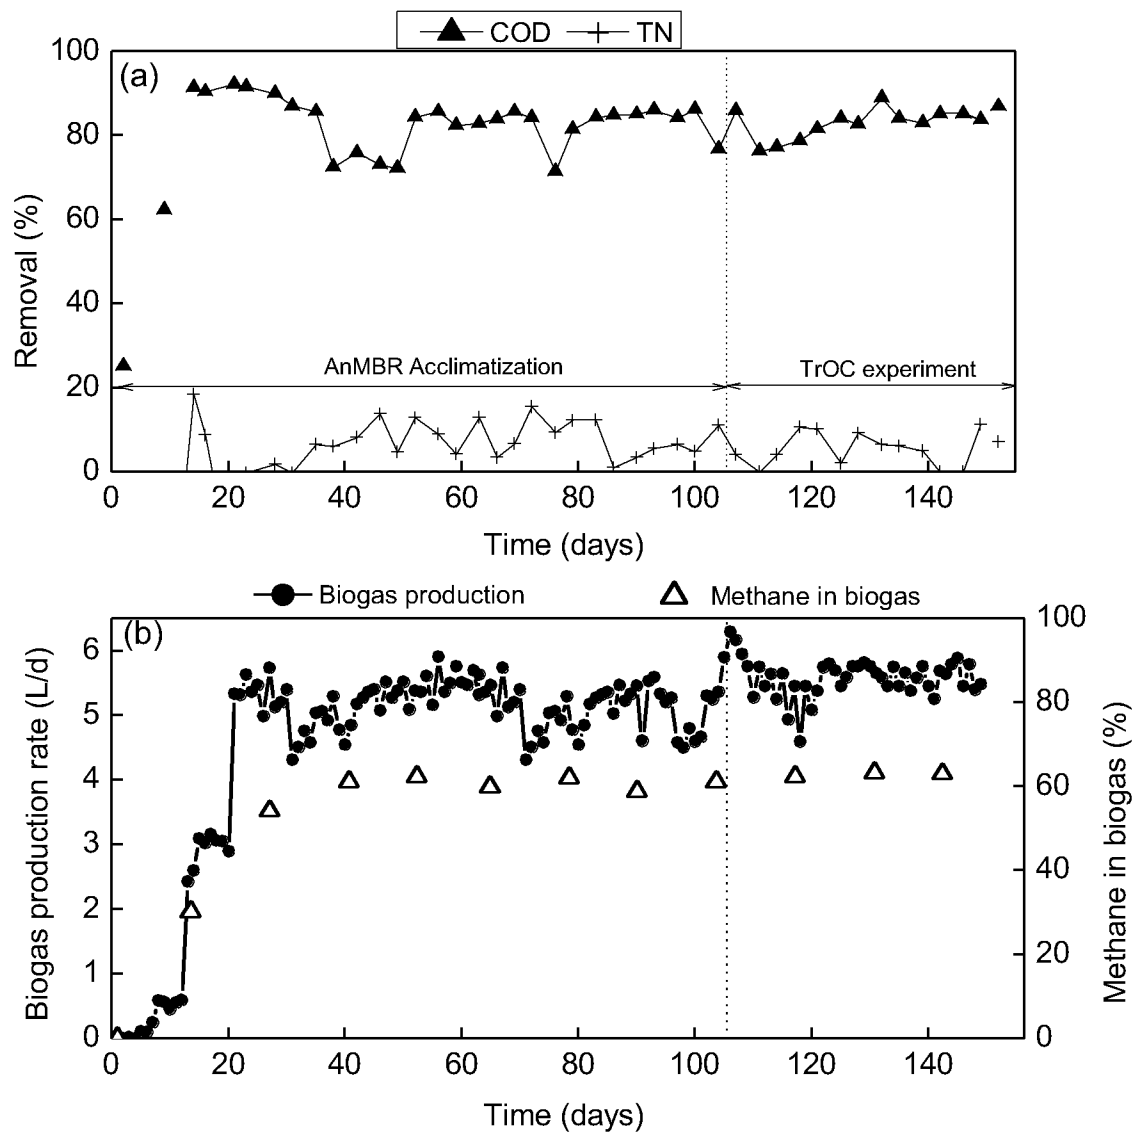 COD TN
(a)
100
80
60
40
20
0
Removal (%)
AnMBR Acclimatization
TrOC experiment
0 20 40 60 80 100 120 140
Time (days)
Biogas production Methane in biogas
(b)
6
5
4
3
2
1
0
Biogas production rate (L/d)
100
80
60
40
20
0
Methane in biogas (%)
0 20 40 60 80 100 120 140
Time (days)